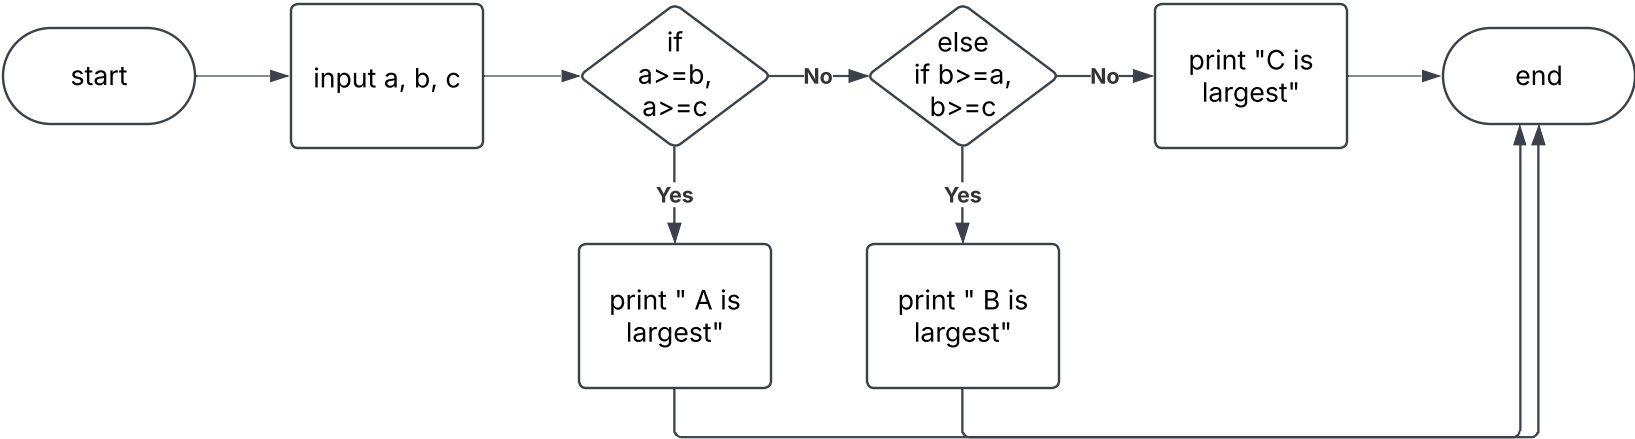 start
input a, b, c
if
a>=b,
a>=c
No
else
if b>=a,
b>=c
No
print "C is
largest"
end
Yes
Yes
print " A is
largest"
print " B is
largest"